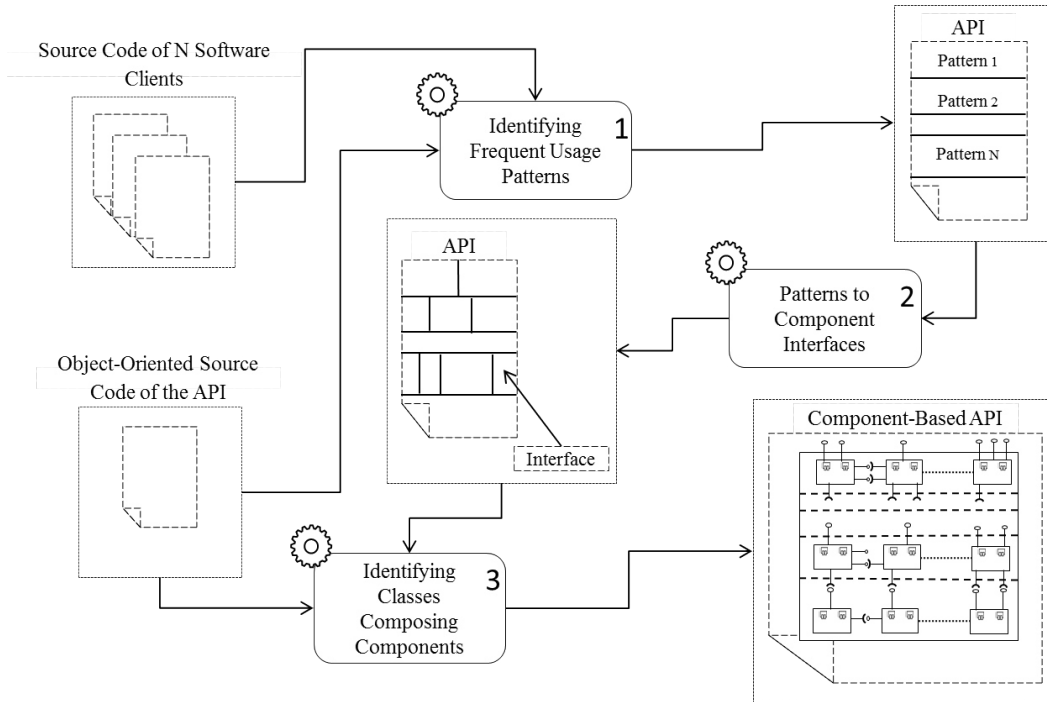 Source Code of N Software
Clients
Identifying
Frequent Usage
Patterns
1
API
Pattern 1
Pattern 2
Pattern N
API
Interface
Patterns to
Component
Interfaces
2
Object-Oriented Source
Code of the API
Identifying
Classes
Composing
Components
3
Component-Based API